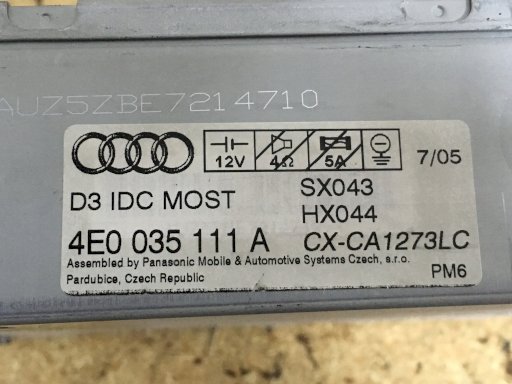 AUZ5ZBE7214710
12V 4Ω 5A 7/05
D3 IDC MOST SX043
HX044
4E0 035 111 A CX-CA1273LC
Assembled by Panasonic Mobile & Automotive Systems Czech, s.r.o.
Pardubice, Czech Republic PM6